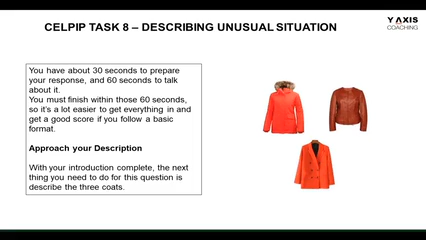 CELPIP TASK 8 – DESCRIBING UNUSUAL SITUATION
Y AXIS
COACHING
You have about 30 seconds to prepare
your response, and 60 seconds to talk
about it.
You must finish within those 60 seconds,
so it's a lot easier to get everything in and
get a good score if you follow a basic
format.
Approach your Description
With your introduction complete, the next
thing you need to do for this question is
describe the three coats.